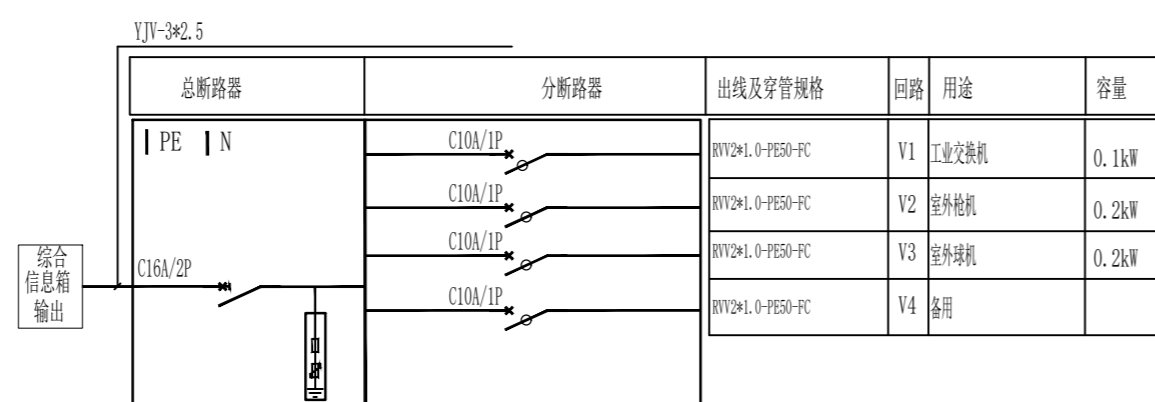 YJV-3*2.5
总断路器 分断路器 出线及穿管规格 回路 用途 容量
PE N
C10A/1P RVV2*1.0-PE50-FC V1 工业交换机 0.1kW
C10A/1P RVV2*1.0-PE50-FC V2 室外枪机 0.2kW
C10A/1P RVV2*1.0-PE50-FC V3 室外球机 0.2kW
综合
信息箱
输出
C16A/2P
C10A/1P RVV2*1.0-PE50-FC V4 备用